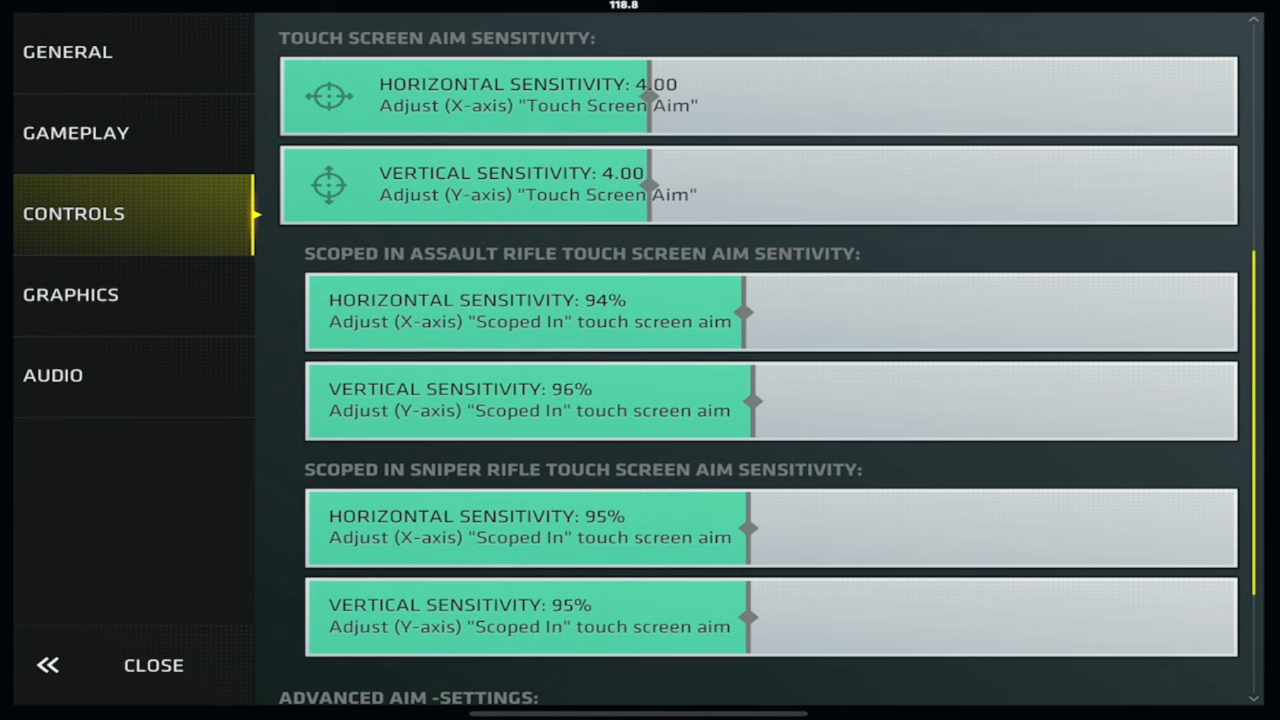 118.8
GENERAL
GAMEPLAY
CONTROLS
GRAPHICS
AUDIO
CLOSE
TOUCH SCREEN AIM SENSITIVITY:
HORIZONTAL SENSITIVITY: 4.00
Adjust (X-axis) "Touch Screen Aim"
VERTICAL SENSITIVITY: 4.00
Adjust (Y-axis) "Touch Screen Aim"
SCOPED IN ASSAULT RIFLE TOUCH SCREEN AIM SENTIVITY:
HORIZONTAL SENSITIVITY: 94%
Adjust (X-axis) "Scoped In" touch screen aim
VERTICAL SENSITIVITY: 96%
Adjust (Y-axis) "Scoped In" touch screen aim
SCOPED IN SNIPER RIFLE TOUCH SCREEN AIM SENSITIVITY:
HORIZONTAL SENSITIVITY: 95%
Adjust (X-axis) "Scoped In" touch screen aim
VERTICAL SENSITIVITY: 95%
Adjust (Y-axis) "Scoped In" touch screen aim
ADVANCED AIM -SETTINGS: